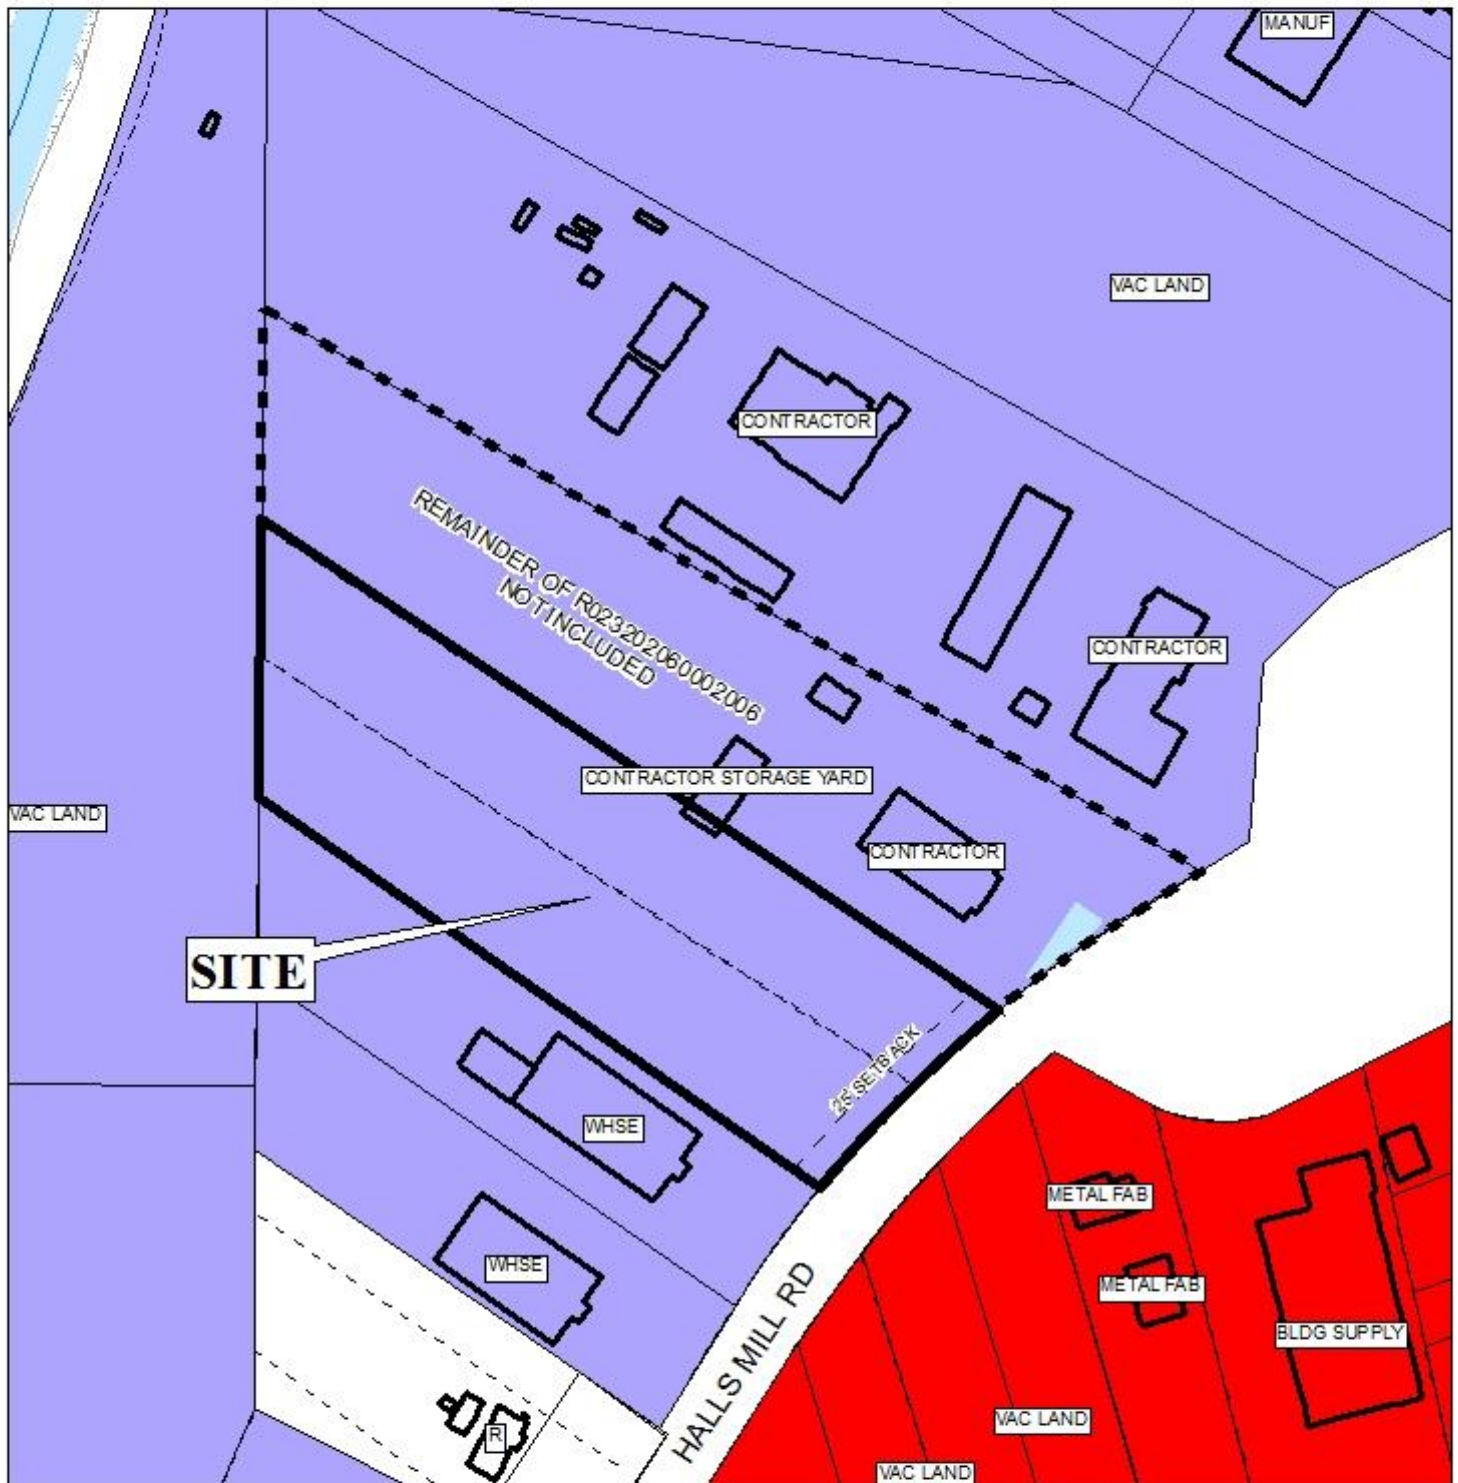 MANUF
VAC LAND
CONTRACTOR
REMAINDER OF R023202060002006
NOT INCLUDED
CONTRACTOR
CONTRACTOR STORAGE YARD
VAC LAND
CONTRACTOR
SITE
25' SETBACK
WHSE
METAL FAB
WHSE
METAL FAB
BLDG SUPPLY
HALLS MILL RD
VAC LAND
R
VAC LAND